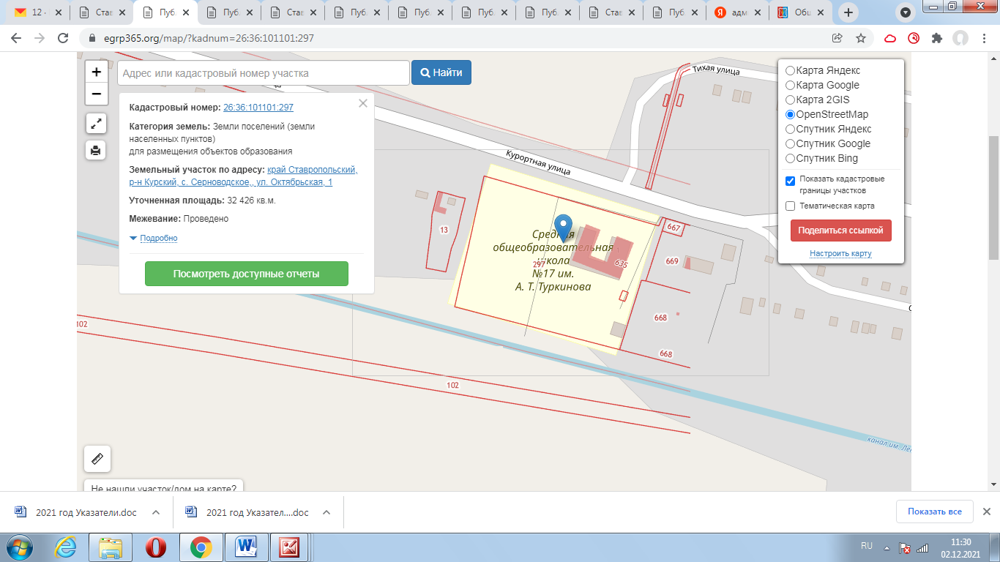 12
Став
Публ
Пуб.
Став
Пуб.
Пуб.
Пуб.
Пуб.
Став
Пуб
адм
Общ
egrp365.org/map/?kadnum=26:36:101101:297
Адрес или кадастровый номер участка
Найти
Кадастровый номер: 26:36:101101:297
Категория земель: Земли поселений (земли
населенных пунктов)
для размещения объектов образования
Земельный участок по адресу: край Ставропольский,
р-н Курский, с. Серноводское,, ул. Октябрьская, 1
Уточненная площадь: 32 426 кв.м.
Межевание: Проведено
Подробно
Посмотреть доступные отчеты
Карта Яндекс
Карта Google
Карта 2GIS
OpenStreetMap
Спутник Яндекс
Спутник Google
Спутник Bing
Показать кадастровые
границы участков
Тематическая карта
Поделиться ссылкой
Настроить карту
Тихая улица
Курортная улица
13
667
669
Средняя
общеобразовательная
школа
№17 им.
А. Т. Туркинова
297
635
668
668
102
102
канал им. Ле
Не нашли участок/дом на карте?
2021 год Указатели.doc
2021 год Указател....doc
Показать все
RU
11:30
02.12.2021